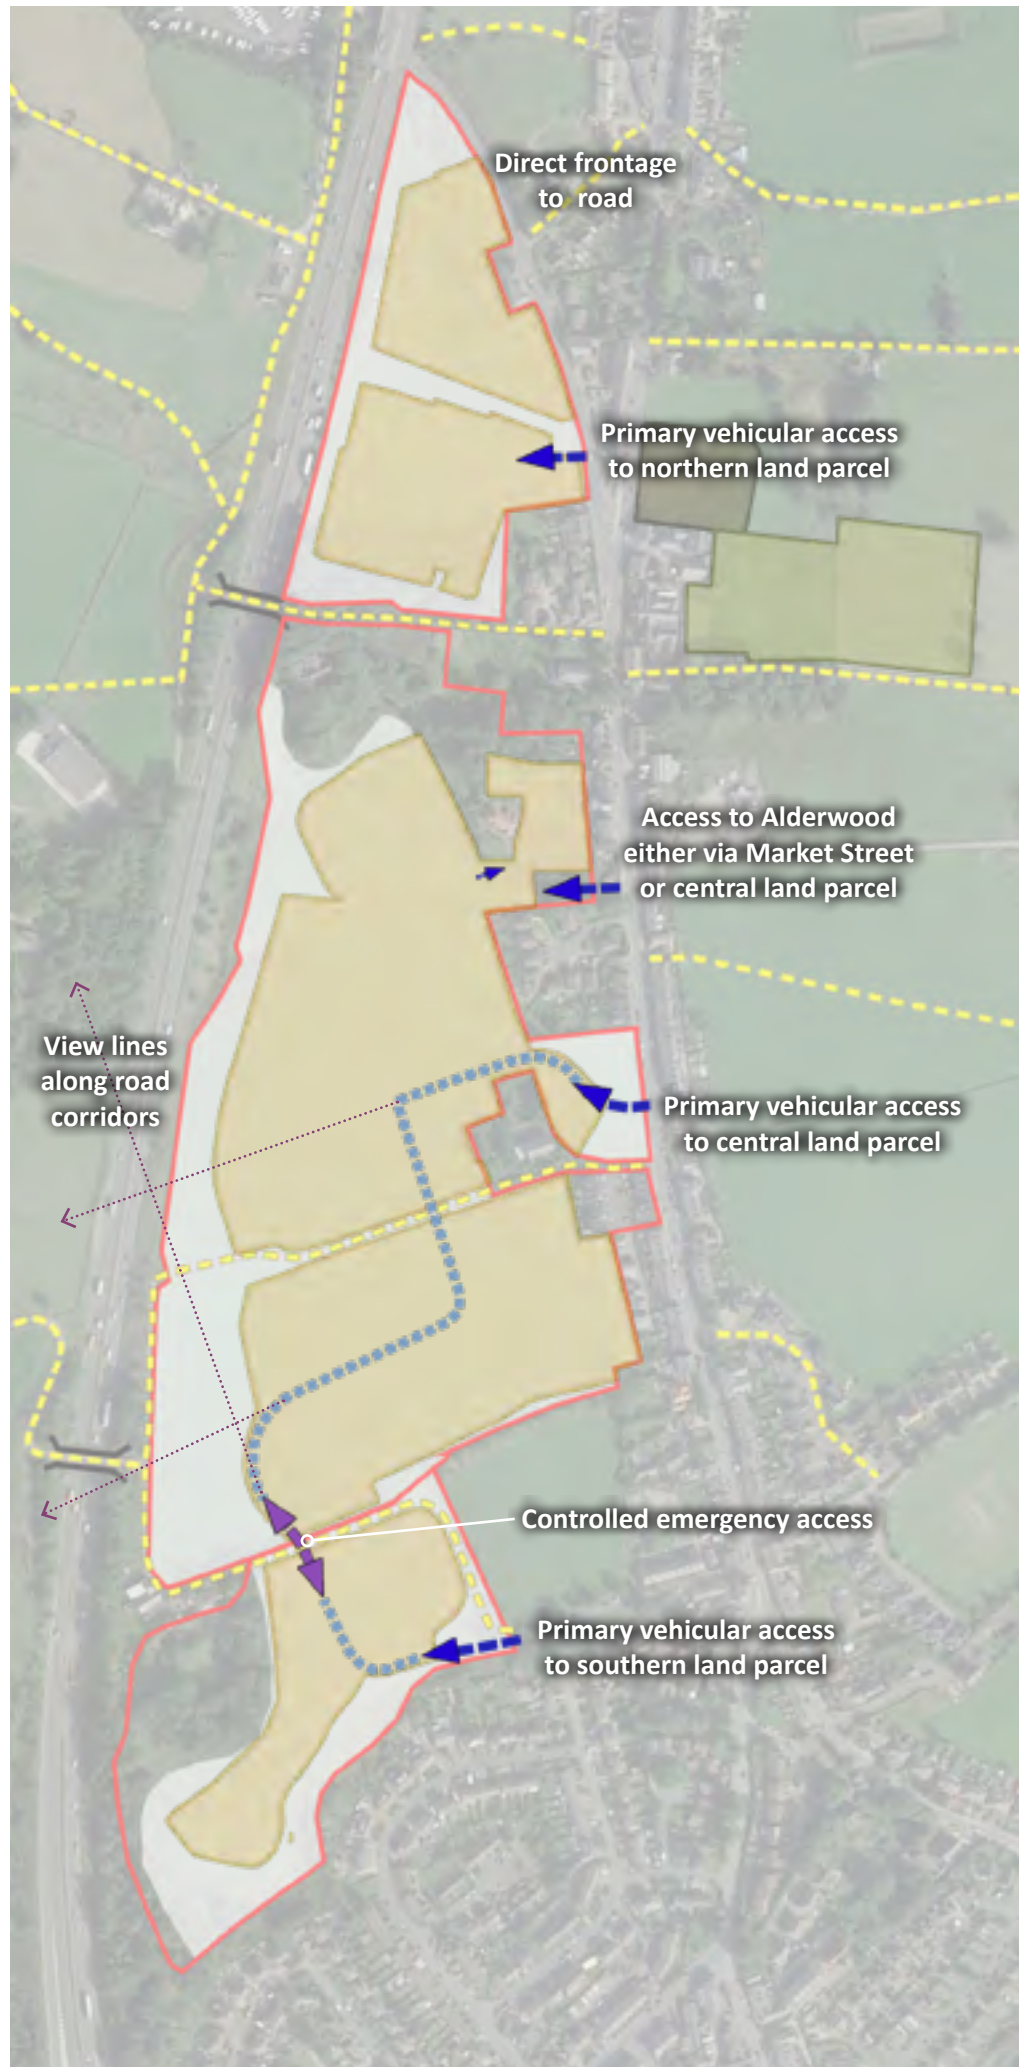 Direct frontage
to road
Primary vehicular access
to northern land parcel
Access to Alderwood
either via Market Street
or central land parcel
View lines
along road
corridors
Primary vehicular access
to central land parcel
Controlled emergency access
Primary vehicular access
to southern land parcel